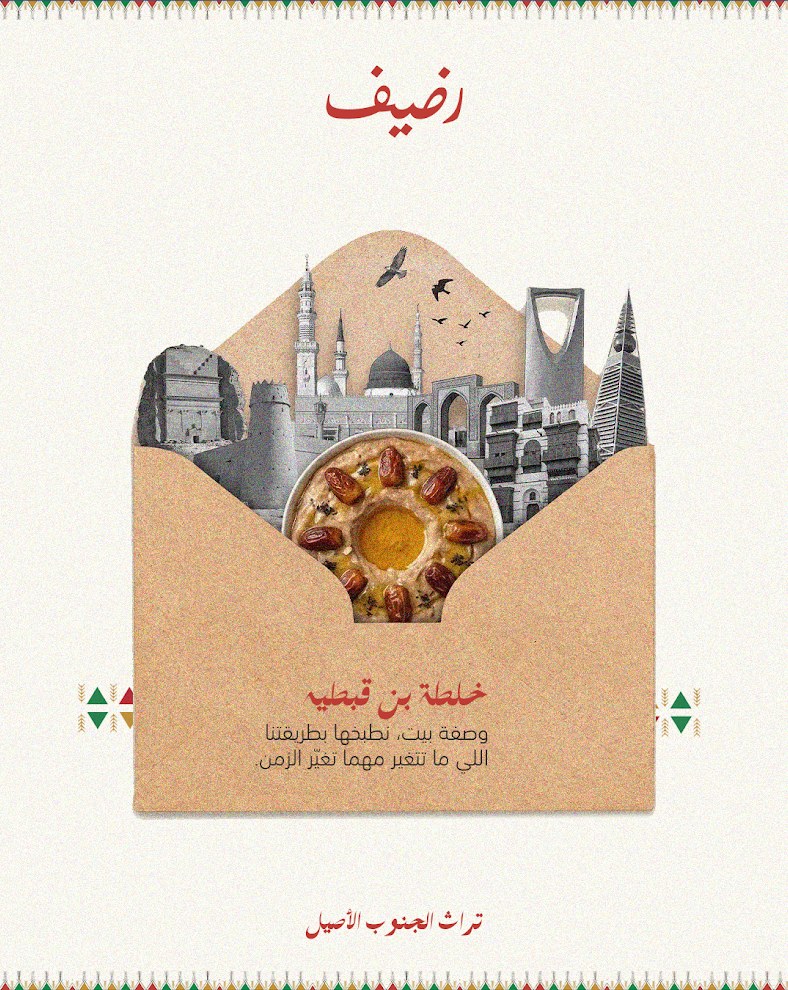 رضيف
خلطة بن قبطيه
وصفة بيت، نطبخها بطريقتنا
اللي ما تتغير مهما تغيّر الزمن.
تراث الجنوب الأصيل